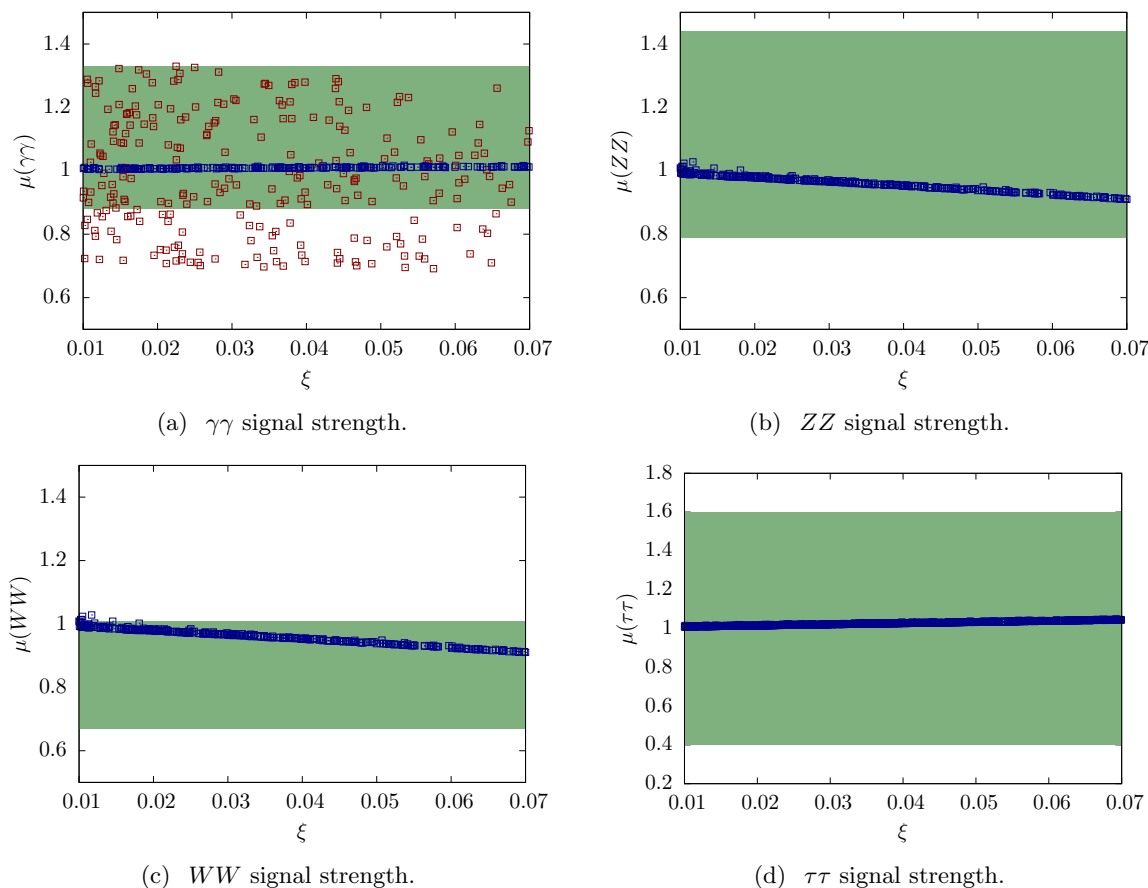 1.4
1.2
1
0.8
0.6
μ(γγ)
0.01 0.02 0.03 0.04 0.05 0.06 0.07
ξ
(a) γγ signal strength.
1.4
1.2
1
0.8
0.6
μ(ZZ)
0.01 0.02 0.03 0.04 0.05 0.06 0.07
ξ
(b) ZZ signal strength.
1.4
1.2
1
0.8
0.6
μ(WW)
0.01 0.02 0.03 0.04 0.05 0.06 0.07
ξ
(c) WW signal strength.
1.8
1.6
1.4
1.2
1
0.8
0.6
0.4
0.2
μ(ττ)
0.01 0.02 0.03 0.04 0.05 0.06 0.07
ξ
(d) ττ signal strength.